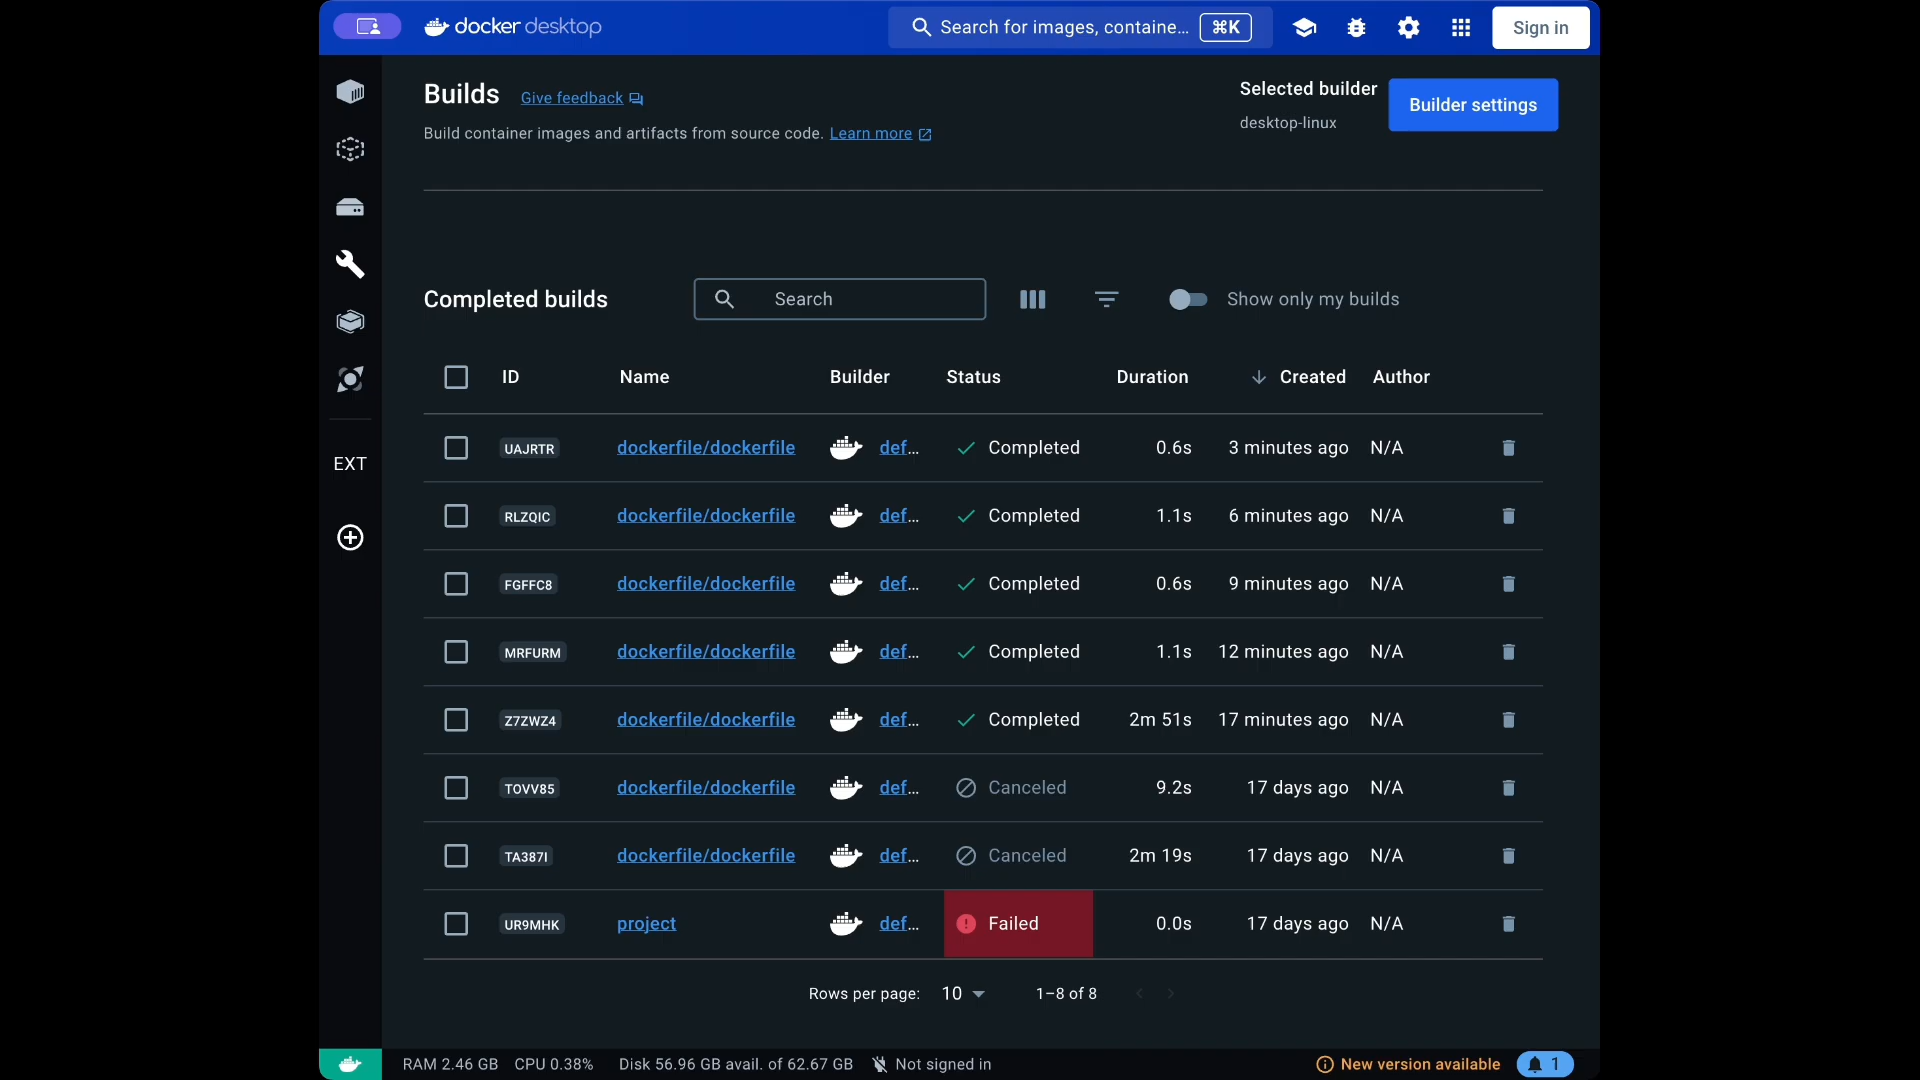 docker desktop
Search for images, containe... ⌘K
Sign in
Builds
Give feedback
Build container images and artifacts from source code. Learn more
Selected builder
desktop-linux
Builder settings
Completed builds
Search
Show only my builds
ID Name Builder Status Duration Created Author
UAJRTR dockerfile/dockerfile def... Completed 0.6s 3 minutes ago N/A
RLZQIC dockerfile/dockerfile def... Completed 1.1s 6 minutes ago N/A
FGFFC8 dockerfile/dockerfile def... Completed 0.6s 9 minutes ago N/A
MRFURM dockerfile/dockerfile def... Completed 1.1s 12 minutes ago N/A
Z7ZWZ4 dockerfile/dockerfile def... Completed 2m 51s 17 minutes ago N/A
TOVV85 dockerfile/dockerfile def... Canceled 9.2s 17 days ago N/A
TA387I dockerfile/dockerfile def... Canceled 2m 19s 17 days ago N/A
UR9MHK project def... Failed 0.0s 17 days ago N/A
EXT
Rows per page: 10 1–8 of 8
RAM 2.46 GB CPU 0.38% Disk 56.96 GB avail. of 62.67 GB Not signed in
New version available 1